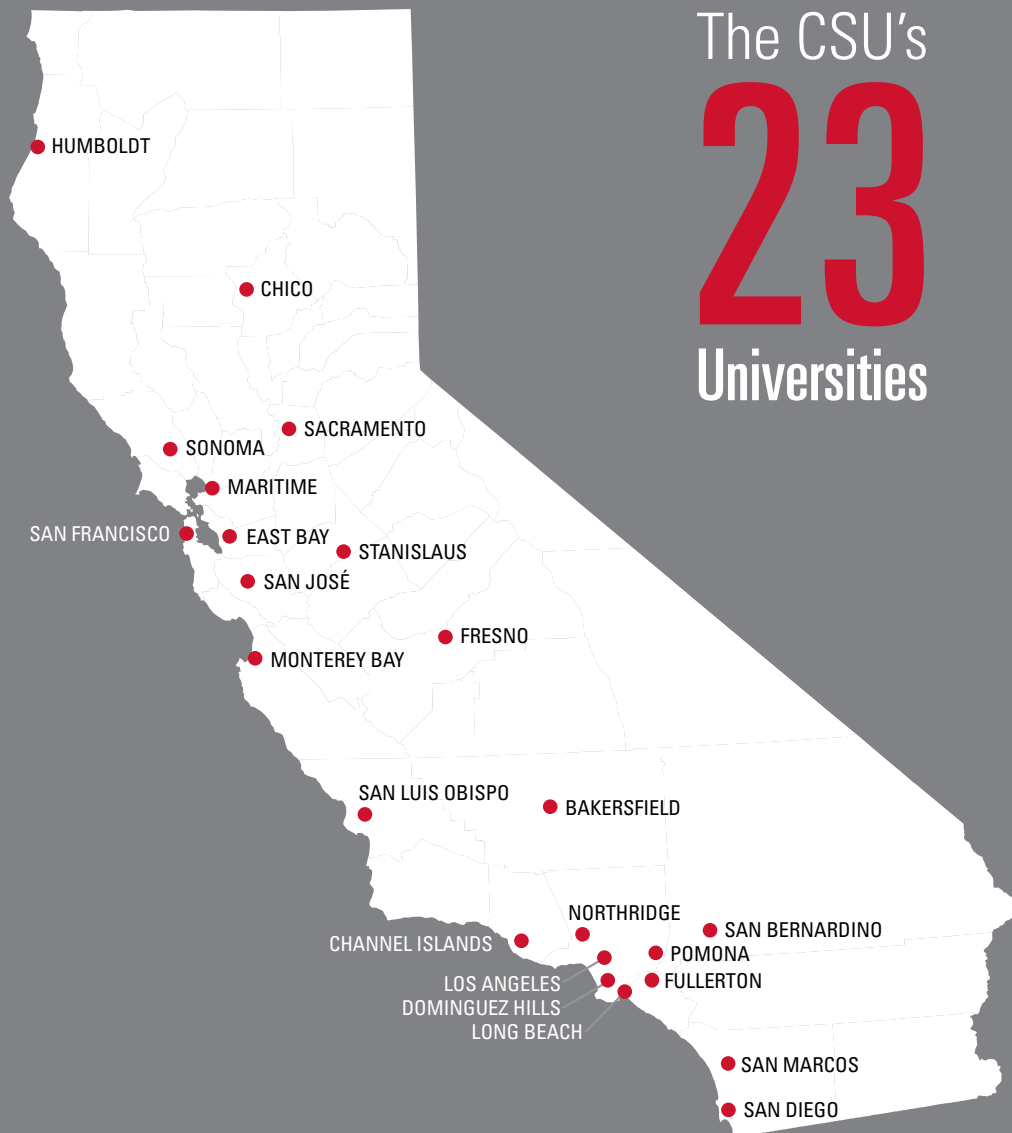 The CSU's
23
Universities
HUMBOLDT
CHICO
SACRAMENTO
SONOMA
MARITIME
SAN FRANCISCO
EAST BAY
STANISLAUS
SAN JOSÉ
FRESNO
MONTEREY BAY
SAN LUIS OBISPO
BAKERSFIELD
NORTHRIDGE
SAN BERNARDINO
CHANNEL ISLANDS
POMONA
LOS ANGELES
FULLERTON
DOMINGUEZ HILLS
LONG BEACH
SAN MARCOS
SAN DIEGO